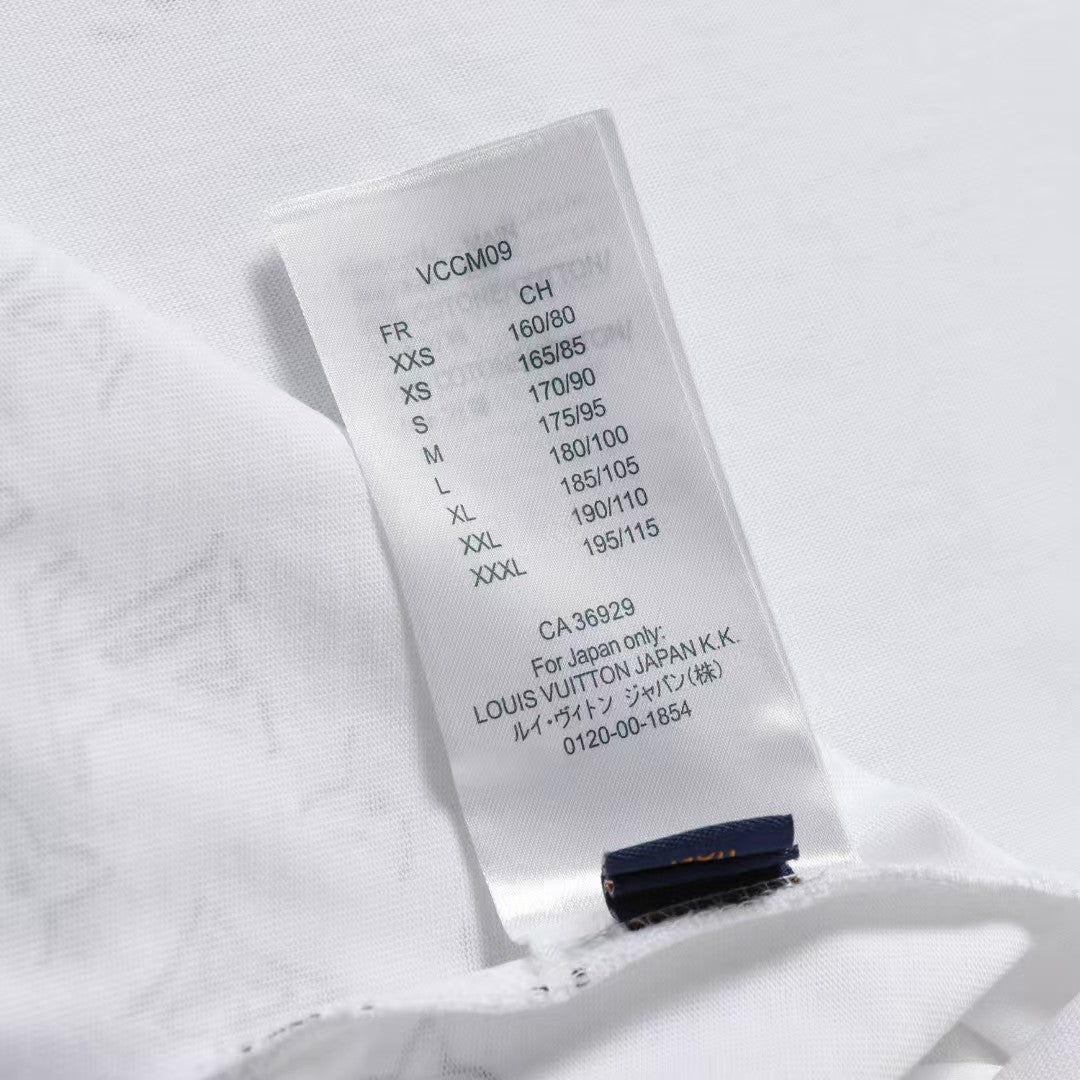 VCCM09
FR CH
XXS 160/80
XS 165/85
S 170/90
M 175/95
L 180/100
XL 185/105
XXL 190/110
XXXL 195/115
CA 36929
For Japan only:
LOUIS VUITTON JAPAN K.K.
ルイ・ヴィトン ジャパン(株)
0120-00-1854